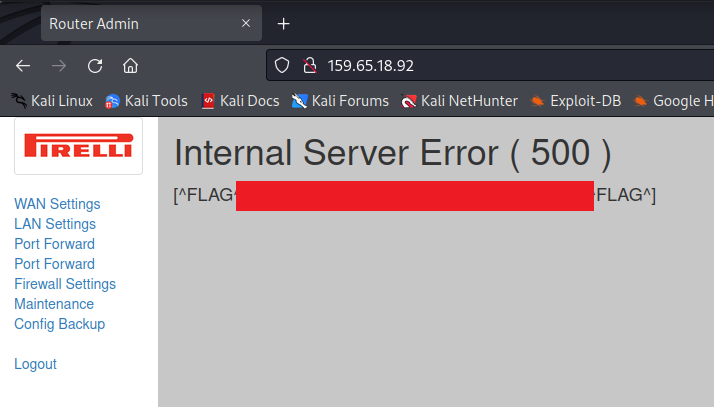 Router Admin
159.65.18.92
Kali Linux
Kali Tools
Kali Docs
Kali Forums
Kali NetHunter
Exploit-DB
Google H
PIRELLI
WAN Settings
LAN Settings
Port Forward
Port Forward
Firewall Settings
Maintenance
Config Backup
Logout
Internal Server Error ( 500 )
[^FLAG^ ^FLAG^]